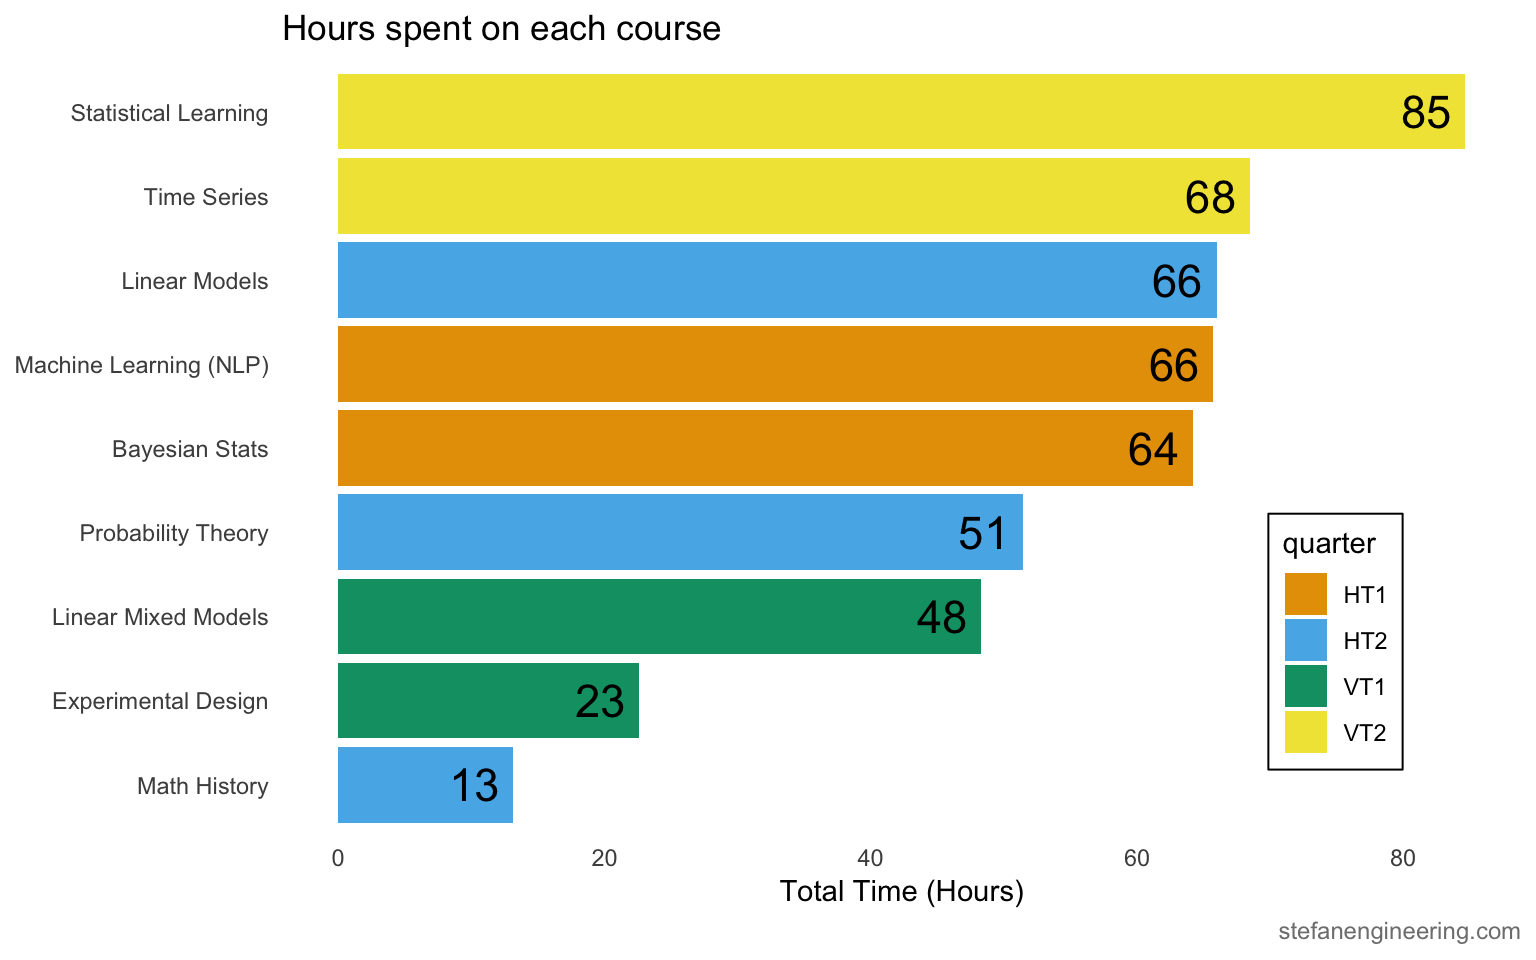 Hours spent on each course
Statistical Learning 85
Time Series 68
Linear Models 66
Machine Learning (NLP) 66
Bayesian Stats 64
Probability Theory 51
Linear Mixed Models 48
Experimental Design 23
Math History 13
quarter
HT1
HT2
VT1
VT2
0 20 40 60 80
Total Time (Hours)
stefanengineering.com